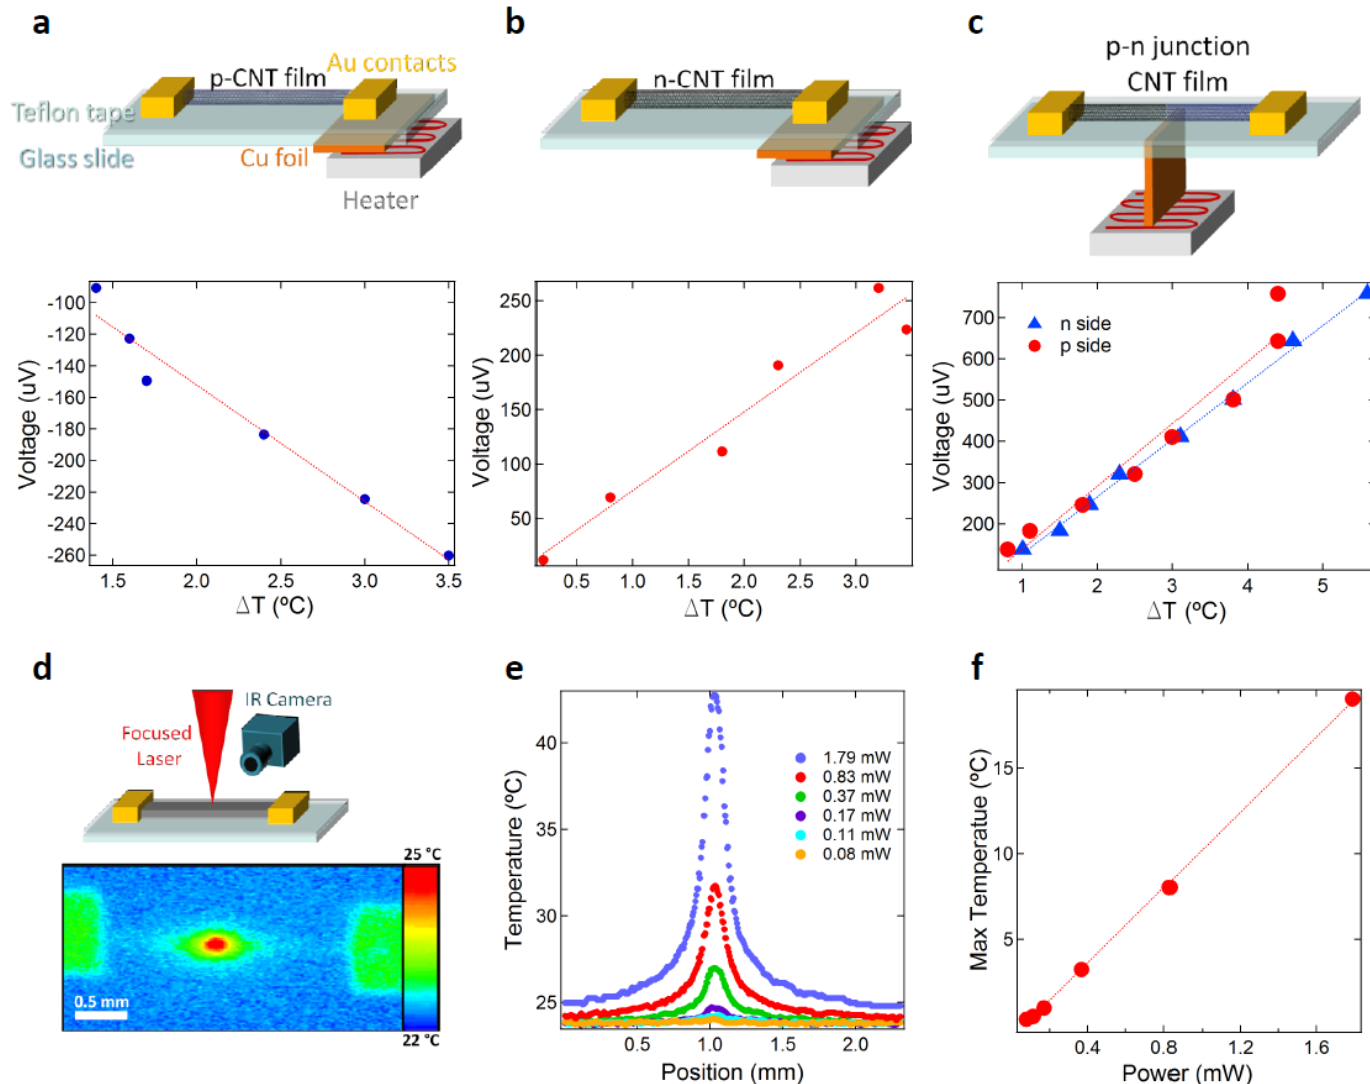 a
p-CNT film
Au contacts
Teflon tape
Glass slide
Cu foil
Heater
-100
-120
-140
-160
-180
-200
-220
-240
-260
Voltage (uV)
1.5
2.0
2.5
3.0
3.5
ΔT (ºC)
b
n-CNT film
250
200
150
100
50
Voltage (uV)
0.5
1.0
1.5
2.0
2.5
3.0
ΔT (ºC)
c
p-n junction
CNT film
n side
p side
700
600
500
400
300
200
Voltage (uV)
1
2
3
4
5
ΔT (ºC)
d
IR Camera
Focused
Laser
25 °C
0.5 mm
22 °C
e
1.79 mW
0.83 mW
0.37 mW
0.17 mW
0.11 mW
0.08 mW
40
35
30
25
Temperature (ºC)
0.5
1.0
1.5
2.0
Position (mm)
f
15
10
5
Max Temperatue (ºC)
0.4
0.8
1.2
1.6
Power (mW)